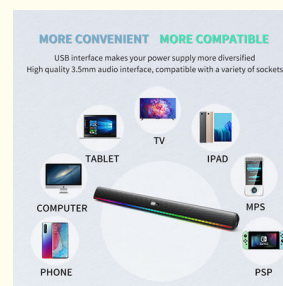 MORE CONVENIENT MORE COMPATIBLE
USB interface makes your power supply more diversified
High quality 3.5mm audio interface, compatible with a variety of sockets
TV
TABLET
IPAD
COMPUTER
MPS
PHONE
PSP